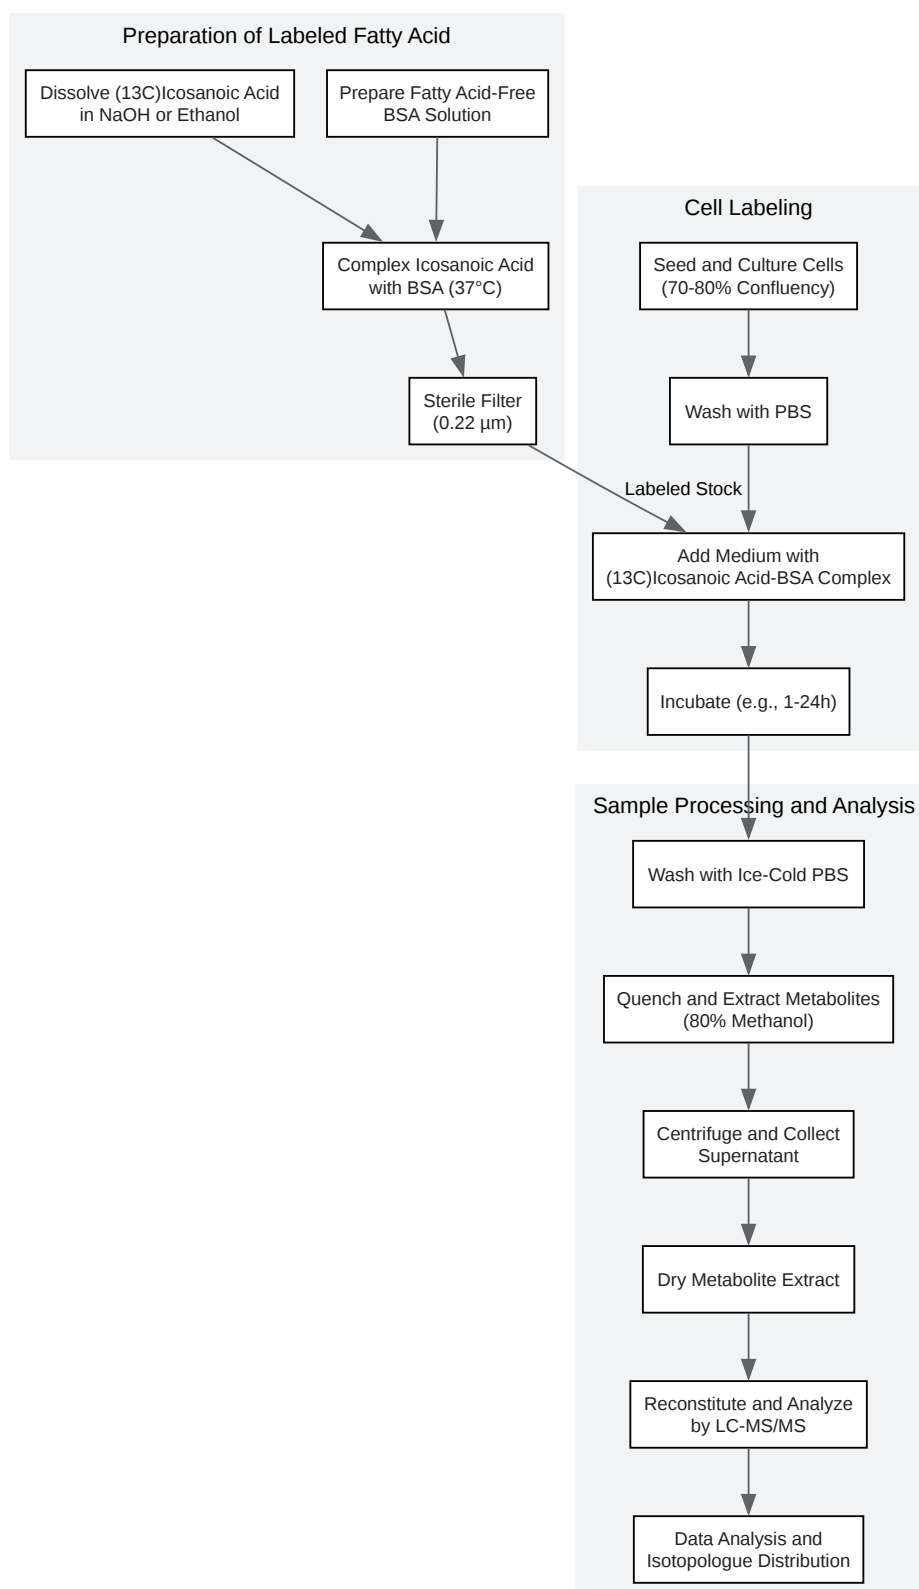 Preparation of Labeled Fatty Acid
Dissolve (13C)Icosanoic Acid
in NaOH or Ethanol
Prepare Fatty Acid-Free
BSA Solution
Complex Icosanoic Acid
with BSA (37°C)
Sterile Filter
(0.22 µm)
Cell Labeling
Seed and Culture Cells
(70-80% Confluency)
Wash with PBS
Labeled Stock
Add Medium with
(13C)Icosanoic Acid-BSA Complex
Incubate (e.g., 1-24h)
Sample Processing and Analysis
Wash with Ice-Cold PBS
Quench and Extract Metabolites
(80% Methanol)
Centrifuge and Collect
Supernatant
Dry Metabolite Extract
Reconstitute and Analyze
by LC-MS/MS
Data Analysis and
Isotopologue Distribution